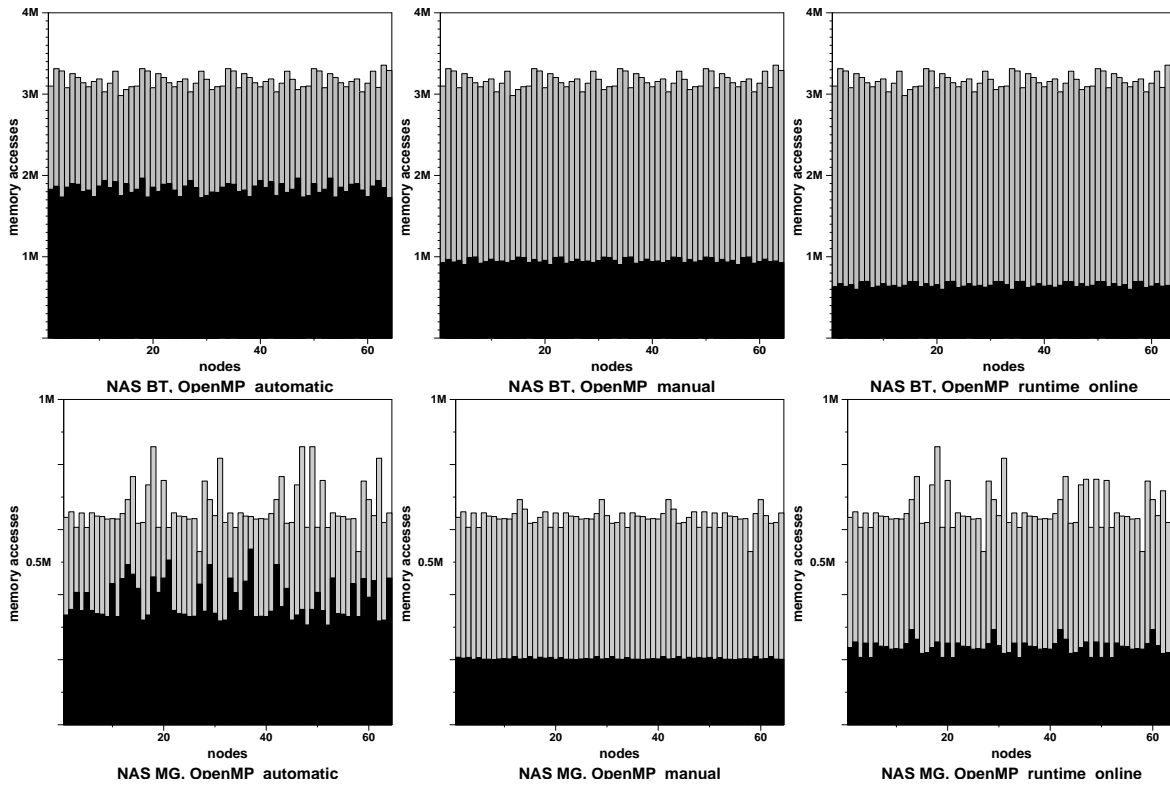 4M
3M
2M
1M
memory accesses
20
40
60
nodes
NAS BT, OpenMP automatic
4M
3M
2M
1M
memory accesses
20
40
60
nodes
NAS BT, OpenMP manual
4M
3M
2M
1M
memory accesses
20
40
60
nodes
NAS BT, OpenMP runtime online
1M
0.5M
memory accesses
20
40
60
nodes
NAS MG, OpenMP automatic
1M
0.5M
memory accesses
20
40
60
nodes
NAS MG, OpenMP manual
1M
0.5M
memory accesses
20
40
60
nodes
NAS MG, OpenMP runtime online